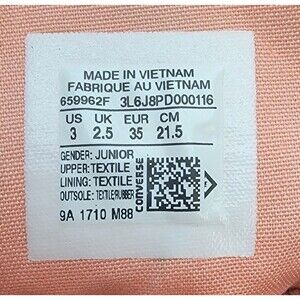 MADE IN VIETNAM
FABRIQUE AU VIETNAM
659962F 3L6J8PD000116
US UK EUR CM
3 2.5 35 21.5
GENDER: JUNIOR
UPPER: TEXTILE
LINING: TEXTILE
OUTSOLE: TEXTILE/RUBBER
9A 1710 M88
CONVERSE